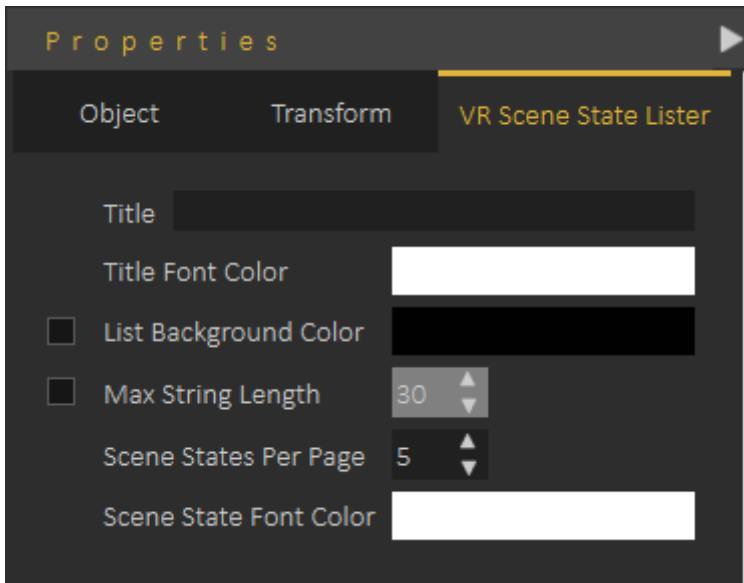 Properties
Object Transform VR Scene State Lister
Title
Title Font Color
List Background Color
Max String Length 30
Scene States Per Page 5
Scene State Font Color